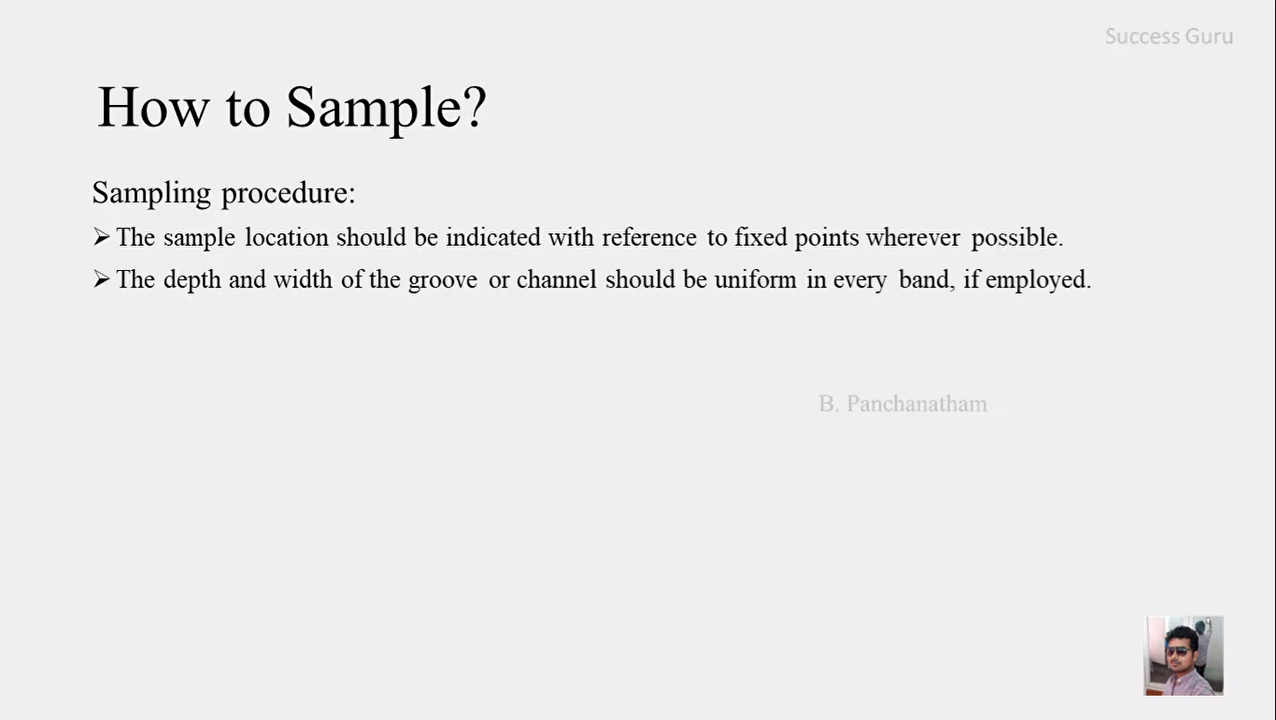 Success Guru
How to Sample?
Sampling procedure:
➢ The sample location should be indicated with reference to fixed points wherever possible.
➢ The depth and width of the groove or channel should be uniform in every band, if employed.
B. Panchanatham